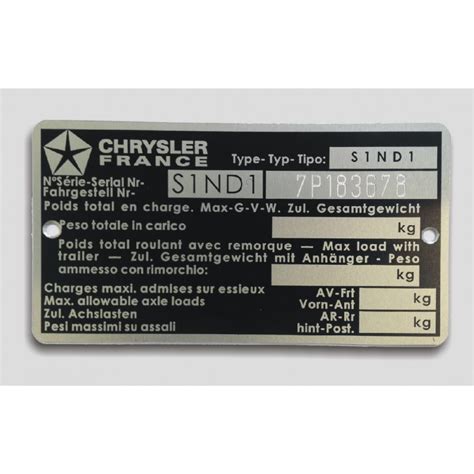 CHRYSLER
FRANCE
Type-Typ-Tipo: S1ND1
NºSérie-Serial Nr-
Fahrgestell Nr- S1ND1 7P183678
Poids total en charge. Max-G-V-W. Zul. Gesamtgewicht
Peso totale in carico kg
Poids total roulant avec remorque — Max load with
trailer — Zul. Gesamtgewicht mit Anhänger - Peso
ammesso con rimorchio: kg
Charges maxi. admises sur essieux AV-Frt
Max. allowable axle loads Vorn-Ant kg
Zul. Achslasten AR-Rr
Pesi massimi su assali hint-Post. kg